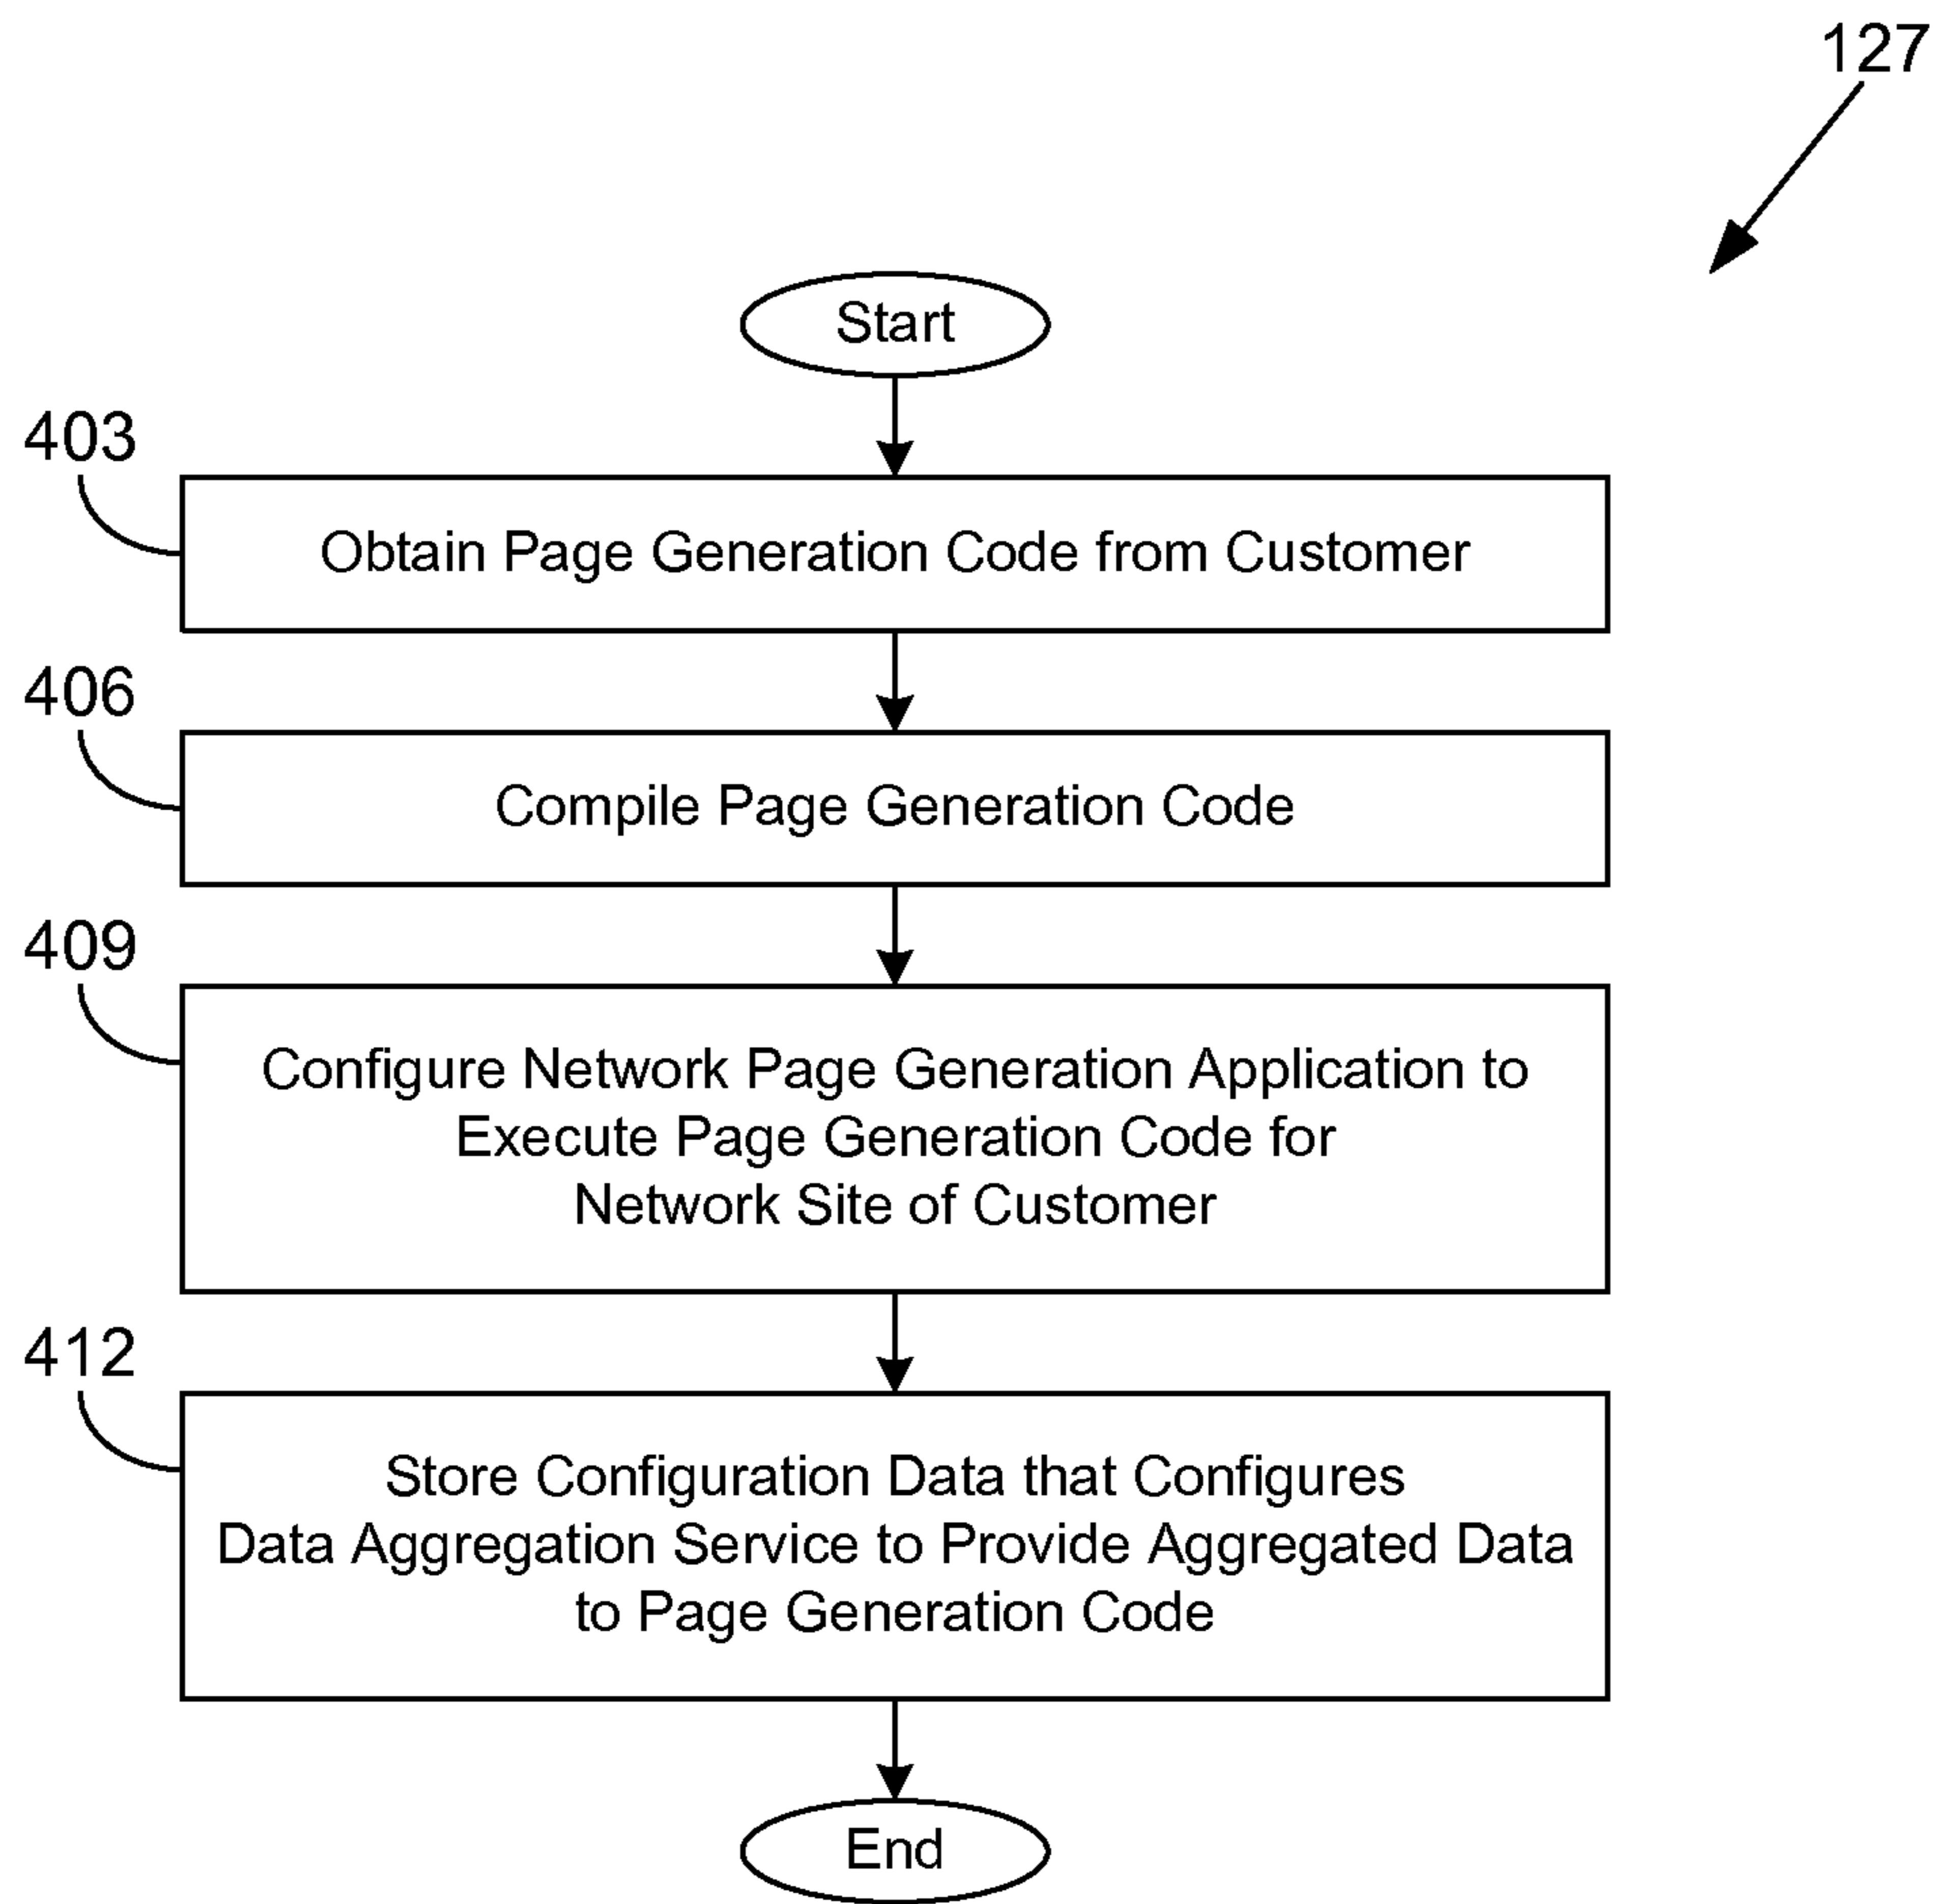 127
Start
403
Obtain Page Generation Code from Customer
406
Compile Page Generation Code
409
Configure Network Page Generation Application to
Execute Page Generation Code for
Network Site of Customer
412
Store Configuration Data that Configures
Data Aggregation Service to Provide Aggregated Data
to Page Generation Code
End